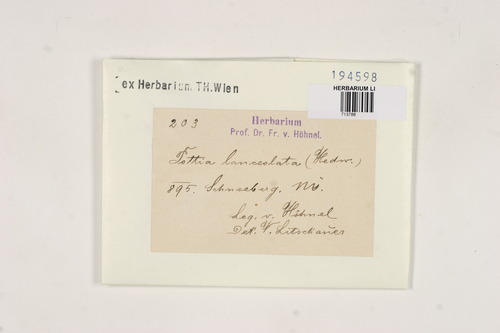 ex Herbarium TH.Wien
194598
HERBARIUM LI
203
Herbarium
Prof. Dr. Fr. v. Höhnel.
Pottia lanceolata (Hedw.)
895. Schneeberg. Nö.
Leg. v. Höhnel
Det. V. Litschauer